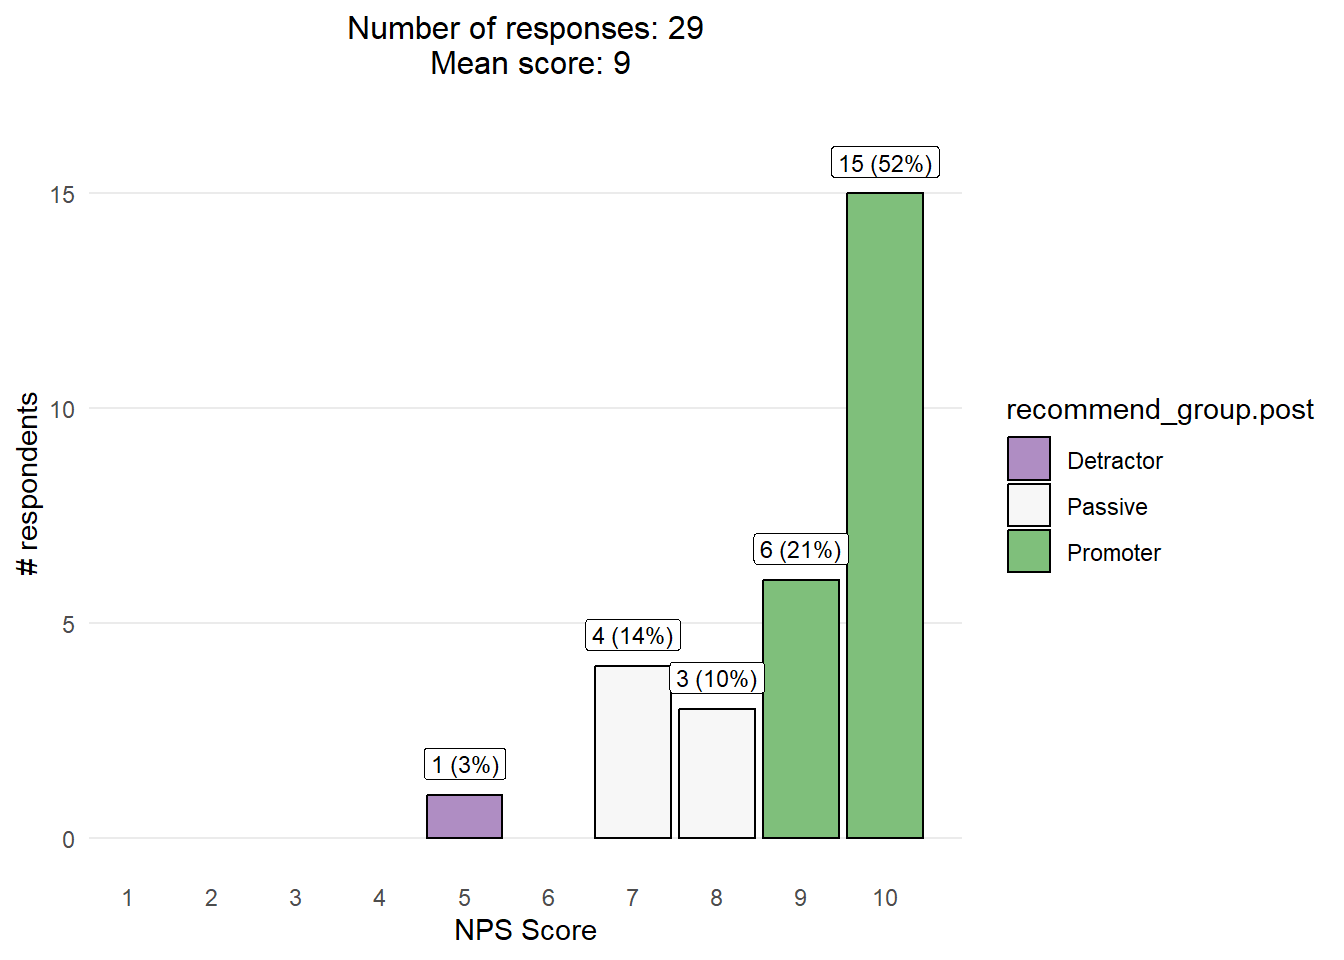 Number of responses: 29
Mean score: 9
15 (52%)
15
10
# respondents
recommend_group.post
Detractor
Passive
Promoter
6 (21%)
5
4 (14%)
3 (10%)
1 (3%)
0
1 2 3 4 5 6 7 8 9 10
NPS Score